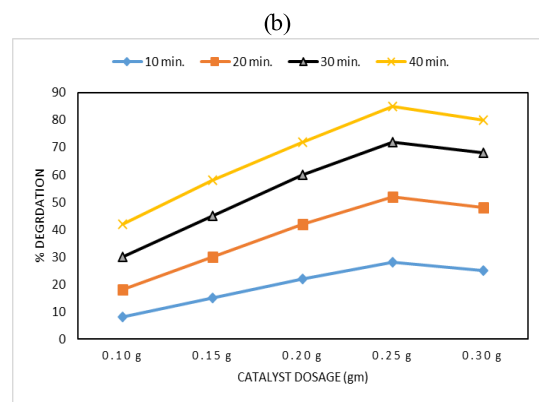 (b)
10 min. 20 min. 30 min. 40 min.
90
80
70
60
50
40
30
20
10
0
% DEGRDATION
0.10 g 0.15 g 0.20 g 0.25 g 0.30 g
CATALYST DOSAGE (gm)